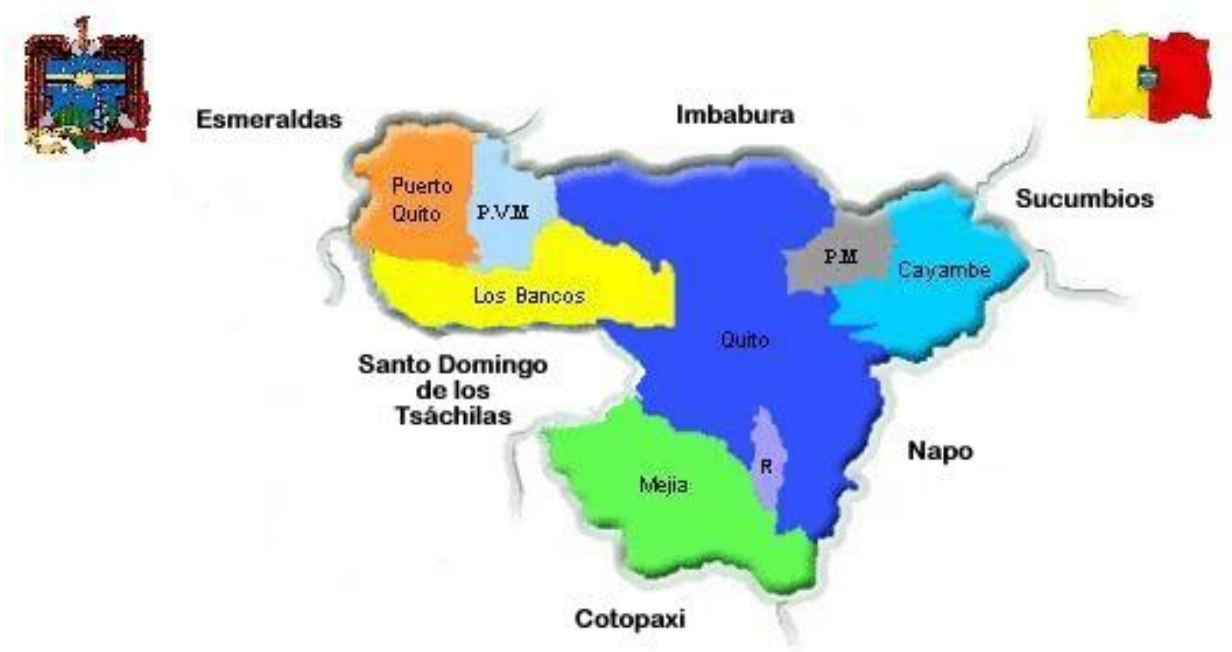 Esmeraldas
Imbabura
Sucumbios
Puerto
Quito
P.V.M
P.M
Cayambe
Los Bancos
Quito
Santo Domingo
de los
Tsáchilas
Napo
R
Mejia
Cotopaxi